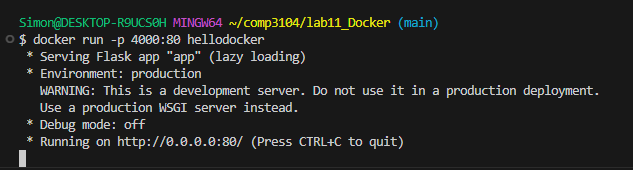 Simon@DESKTOP-R9UCS0H MINGW64 ~/comp3104/lab11_Docker (main)
$ docker run -p 4000:80 hellodocker
 * Serving Flask app "app" (lazy loading)
 * Environment: production
   WARNING: This is a development server. Do not use it in a production deployment.
   Use a production WSGI server instead.
 * Debug mode: off
 * Running on http://0.0.0.0:80/ (Press CTRL+C to quit)